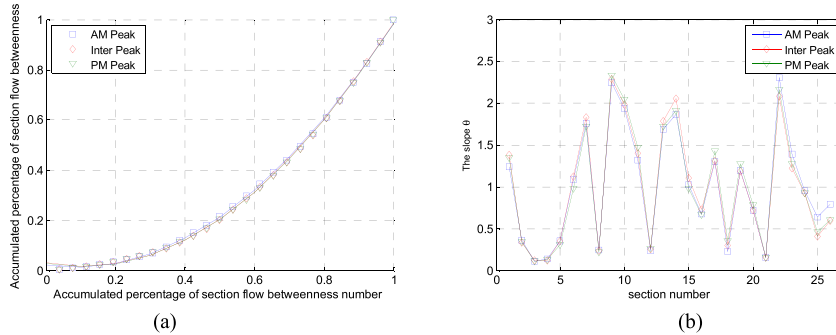 Accumulated percentage of section flow betweenness
1
0.8
0.6
0.4
0.2
0
0 0.2 0.4 0.6 0.8 1
Accumulated percentage of section flow betweenness number
AM Peak
Inter Peak
PM Peak
(a)
The slope θ
3
2.5
2
1.5
1
0.5
0
0 5 10 15 20 25
section number
AM Peak
Inter Peak
PM Peak
(b)